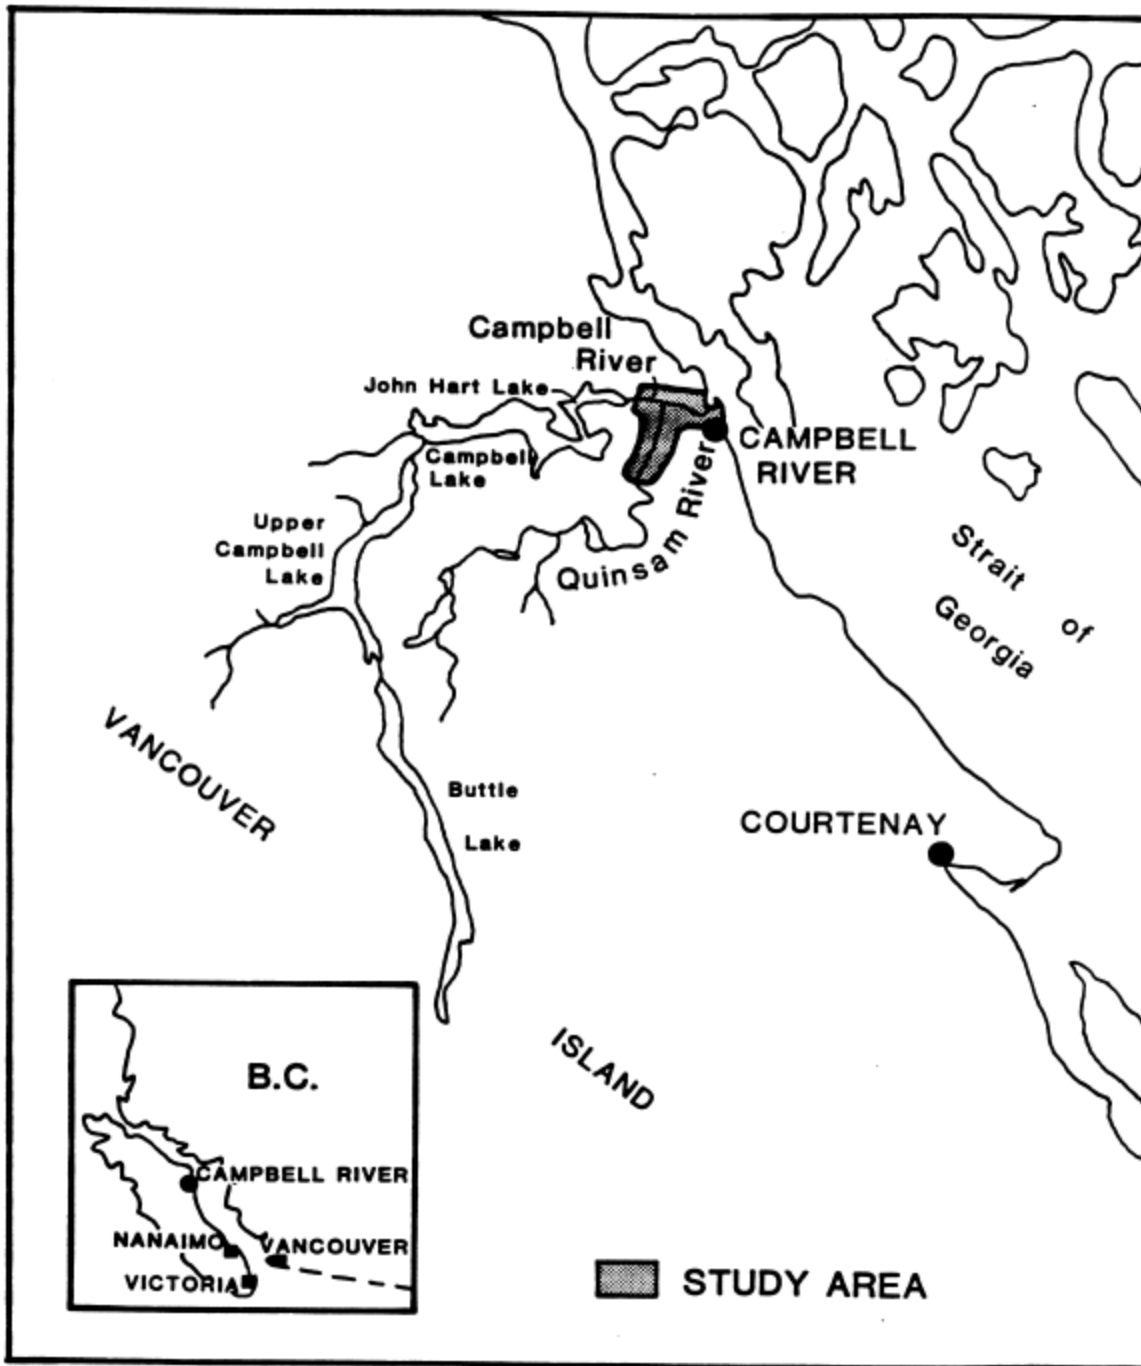 Campbell
River
John Hart Lake
CAMPBELL
RIVER
Campbell
Lake
Upper
Campbell
Lake
Quinsam River
Strait of
Georgia
VANCOUVER
Buttle
Lake
COURTENAY
ISLAND
B.C.
CAMPBELL RIVER
NANAIMO
VANCOUVER
VICTORIA
STUDY AREA